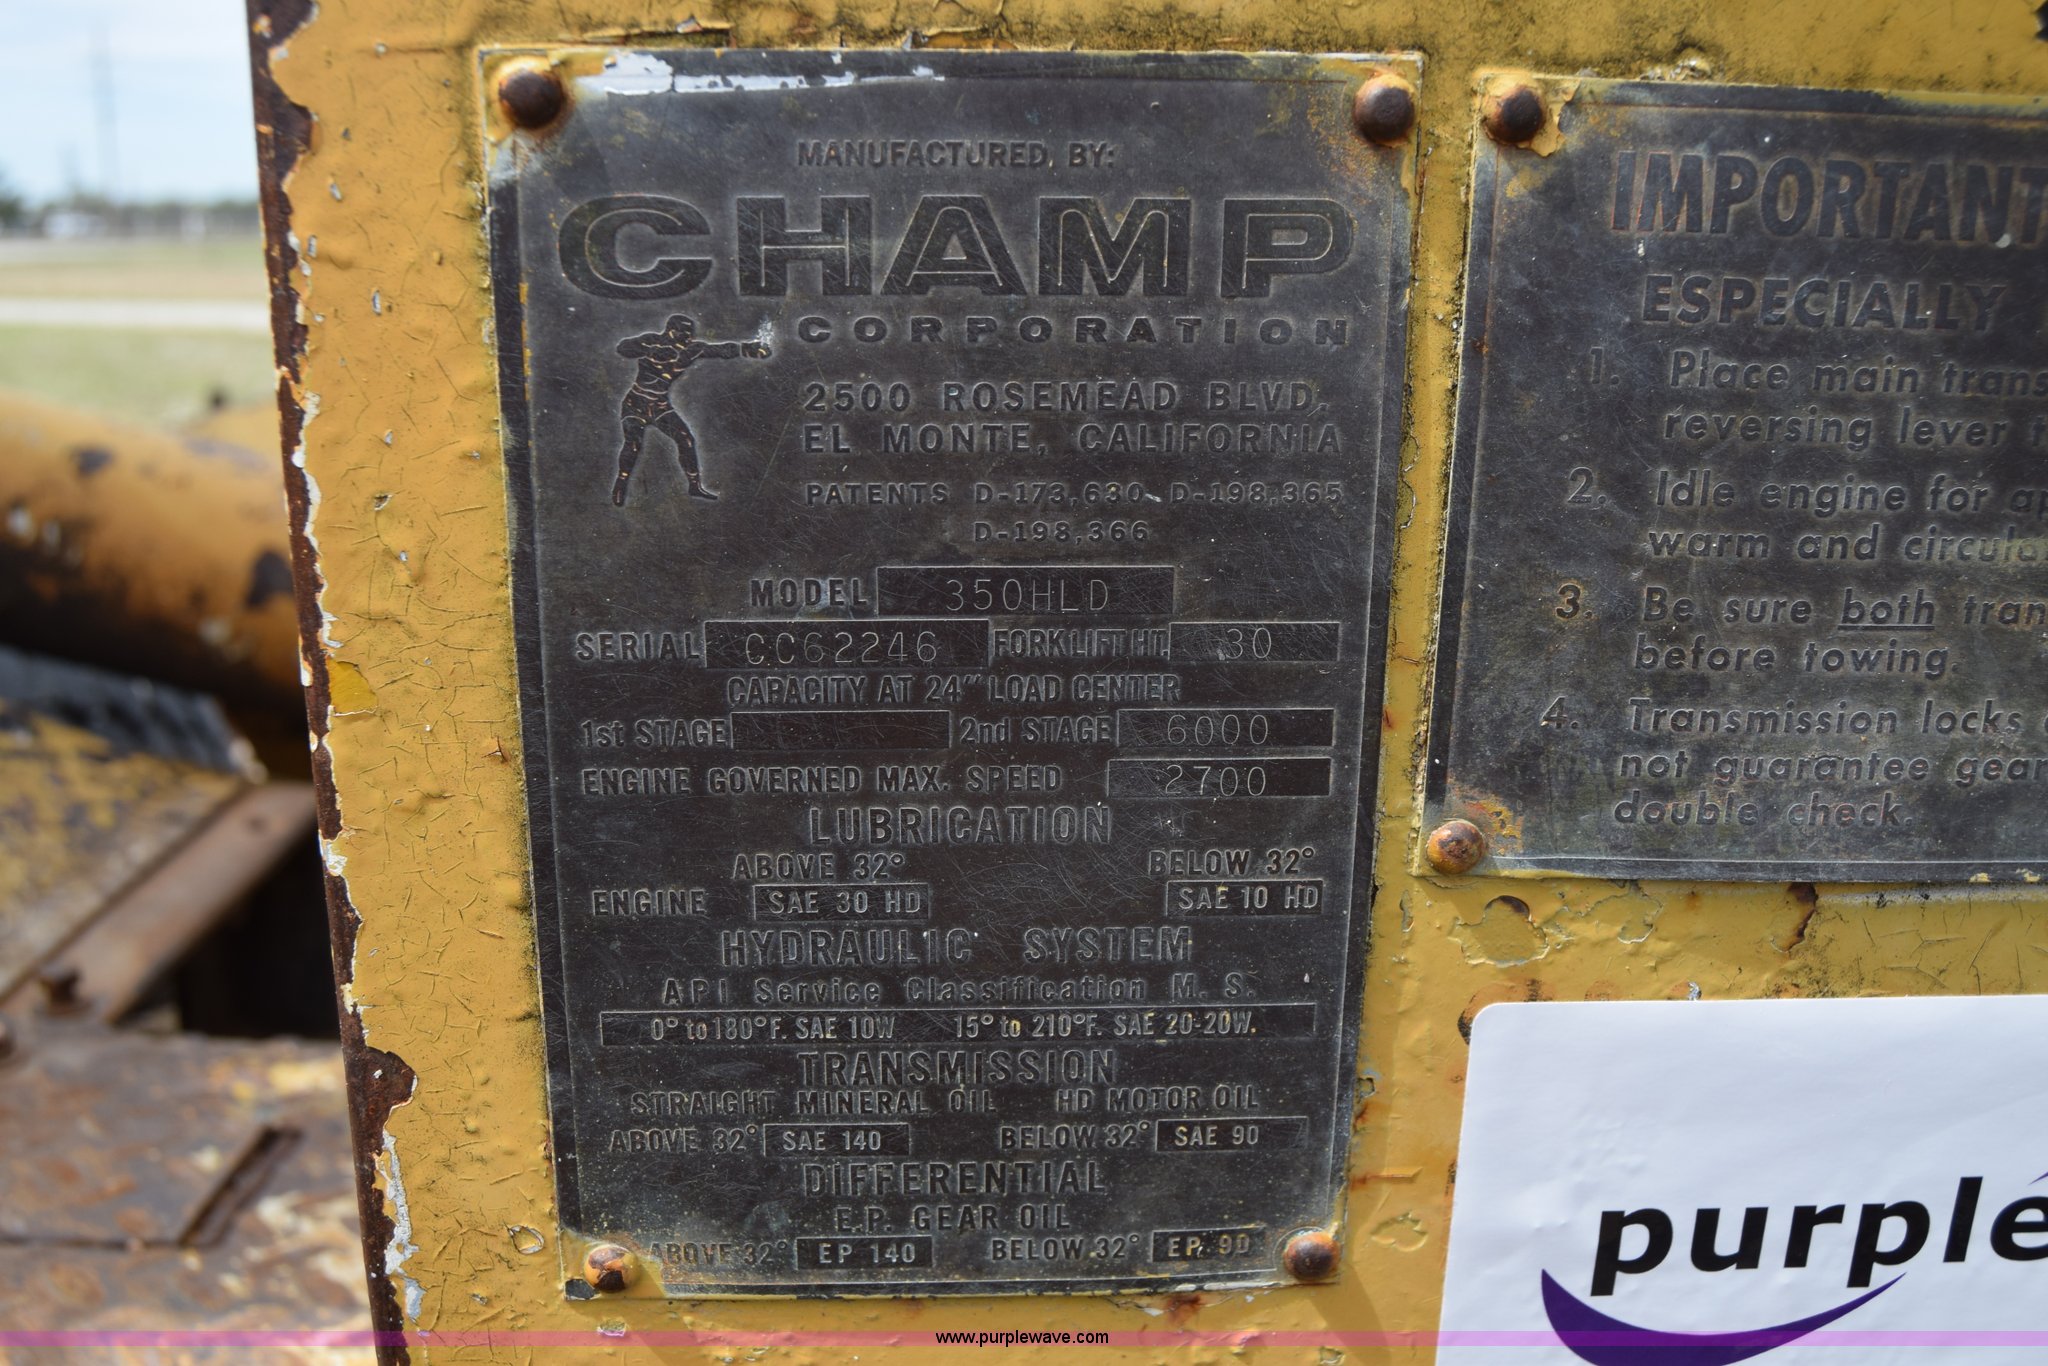 MANUFACTURED BY:
CHAMP
CORPORATION
2500 ROSEMEAD BLVD.
EL MONTE, CALIFORNIA
PATENTS D-173,630 D-198,365
D-198,366
MODEL 350HLD
SERIAL CC62246 FORK LIFT HT. 30
CAPACITY AT 24" LOAD CENTER
1st STAGE 2nd STAGE 6000
ENGINE GOVERNED MAX. SPEED 2700
LUBRICATION
ABOVE 32° BELOW 32°
ENGINE SAE 30 HD SAE 10 HD
HYDRAULIC SYSTEM
API Service Classification M. S.
0° to 180°F. SAE 10W 15° to 210°F. SAE 20-20W.
TRANSMISSION
STRAIGHT MINERAL OIL HD MOTOR OIL
ABOVE 32° SAE 140 BELOW 32° SAE 90
DIFFERENTIAL
E.P. GEAR OIL
ABOVE 32° EP 140 BELOW 32° EP 90
IMPORTANT
ESPECIALLY
1. Place main trans
reversing lever t
2. Idle engine for ap
warm and circula
3. Be sure both tran
before towing.
4. Transmission locks
not guarantee gear
double check.
purple
www.purplewave.com